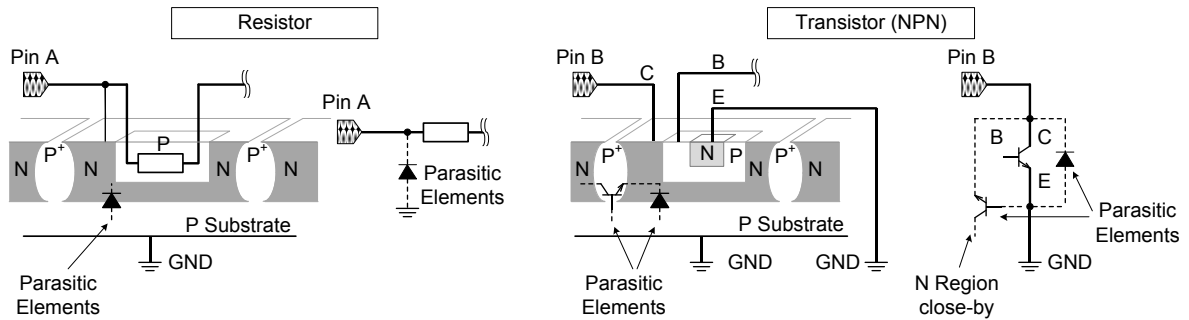 Resistor
Transistor (NPN)
Pin A
Pin A
Pin B
C
B
E
Pin B
N
P+
N
P
N
P+
N
Parasitic
Elements
P Substrate
GND
Parasitic
Elements
N
P+
N
N
P
N
P+
N
P Substrate
GND
GND
Parasitic
Elements
B
C
E
Parasitic
Elements
GND
N Region
close-by